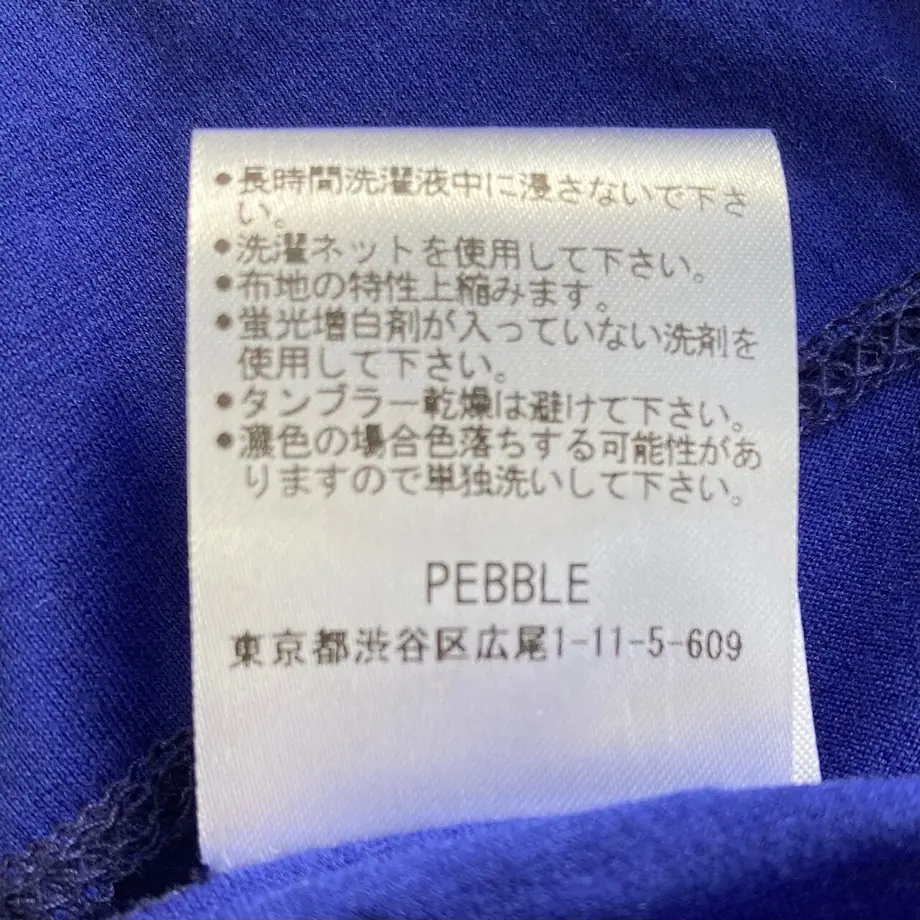 •長時間洗濯液中に浸さないで下さ
い。
•洗濯ネットを使用して下さい。
•布地の特性上縮みます。
•蛍光増白剤が入っていない洗剤を
使用して下さい。
•タンブラー乾燥は避けて下さい。
•濃色の場合色落ちする可能性があ
りますので単独洗いして下さい。
PEBBLE
東京都渋谷区広尾1-11-5-609